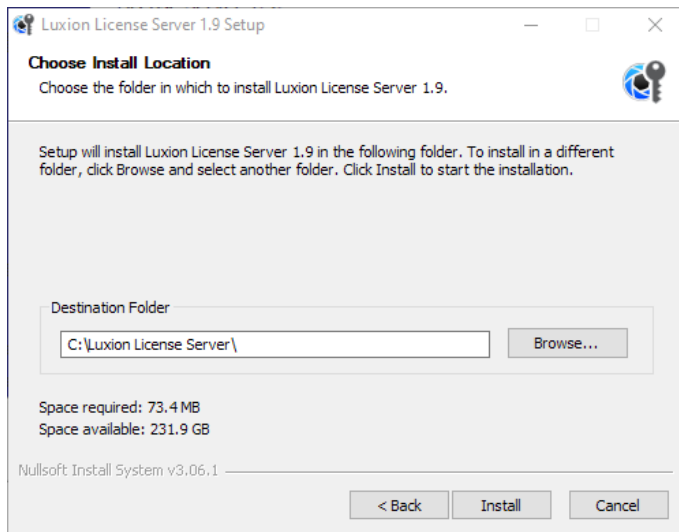 Luxion License Server 1.9 Setup
Choose Install Location
Choose the folder in which to install Luxion License Server 1.9.
Setup will install Luxion License Server 1.9 in the following folder. To install in a different
folder, click Browse and select another folder. Click Install to start the installation.
Destination Folder
C:\Luxion License Server\
Browse...
Space required: 73.4 MB
Space available: 231.9 GB
Nullsoft Install System v3.06.1
< Back
Install
Cancel